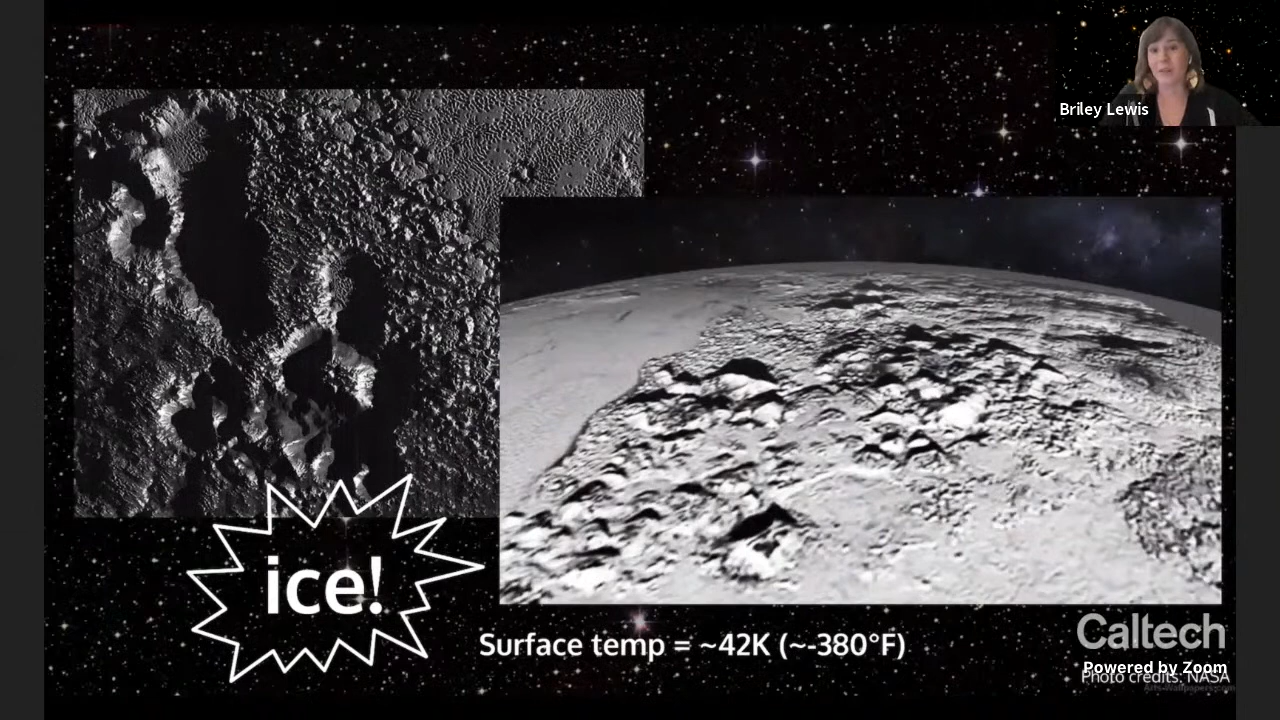 Briley Lewis
ice!
Surface temp = ~42K (~-380°F)
Caltech
Powered by Zoom
Photo credits: NASA